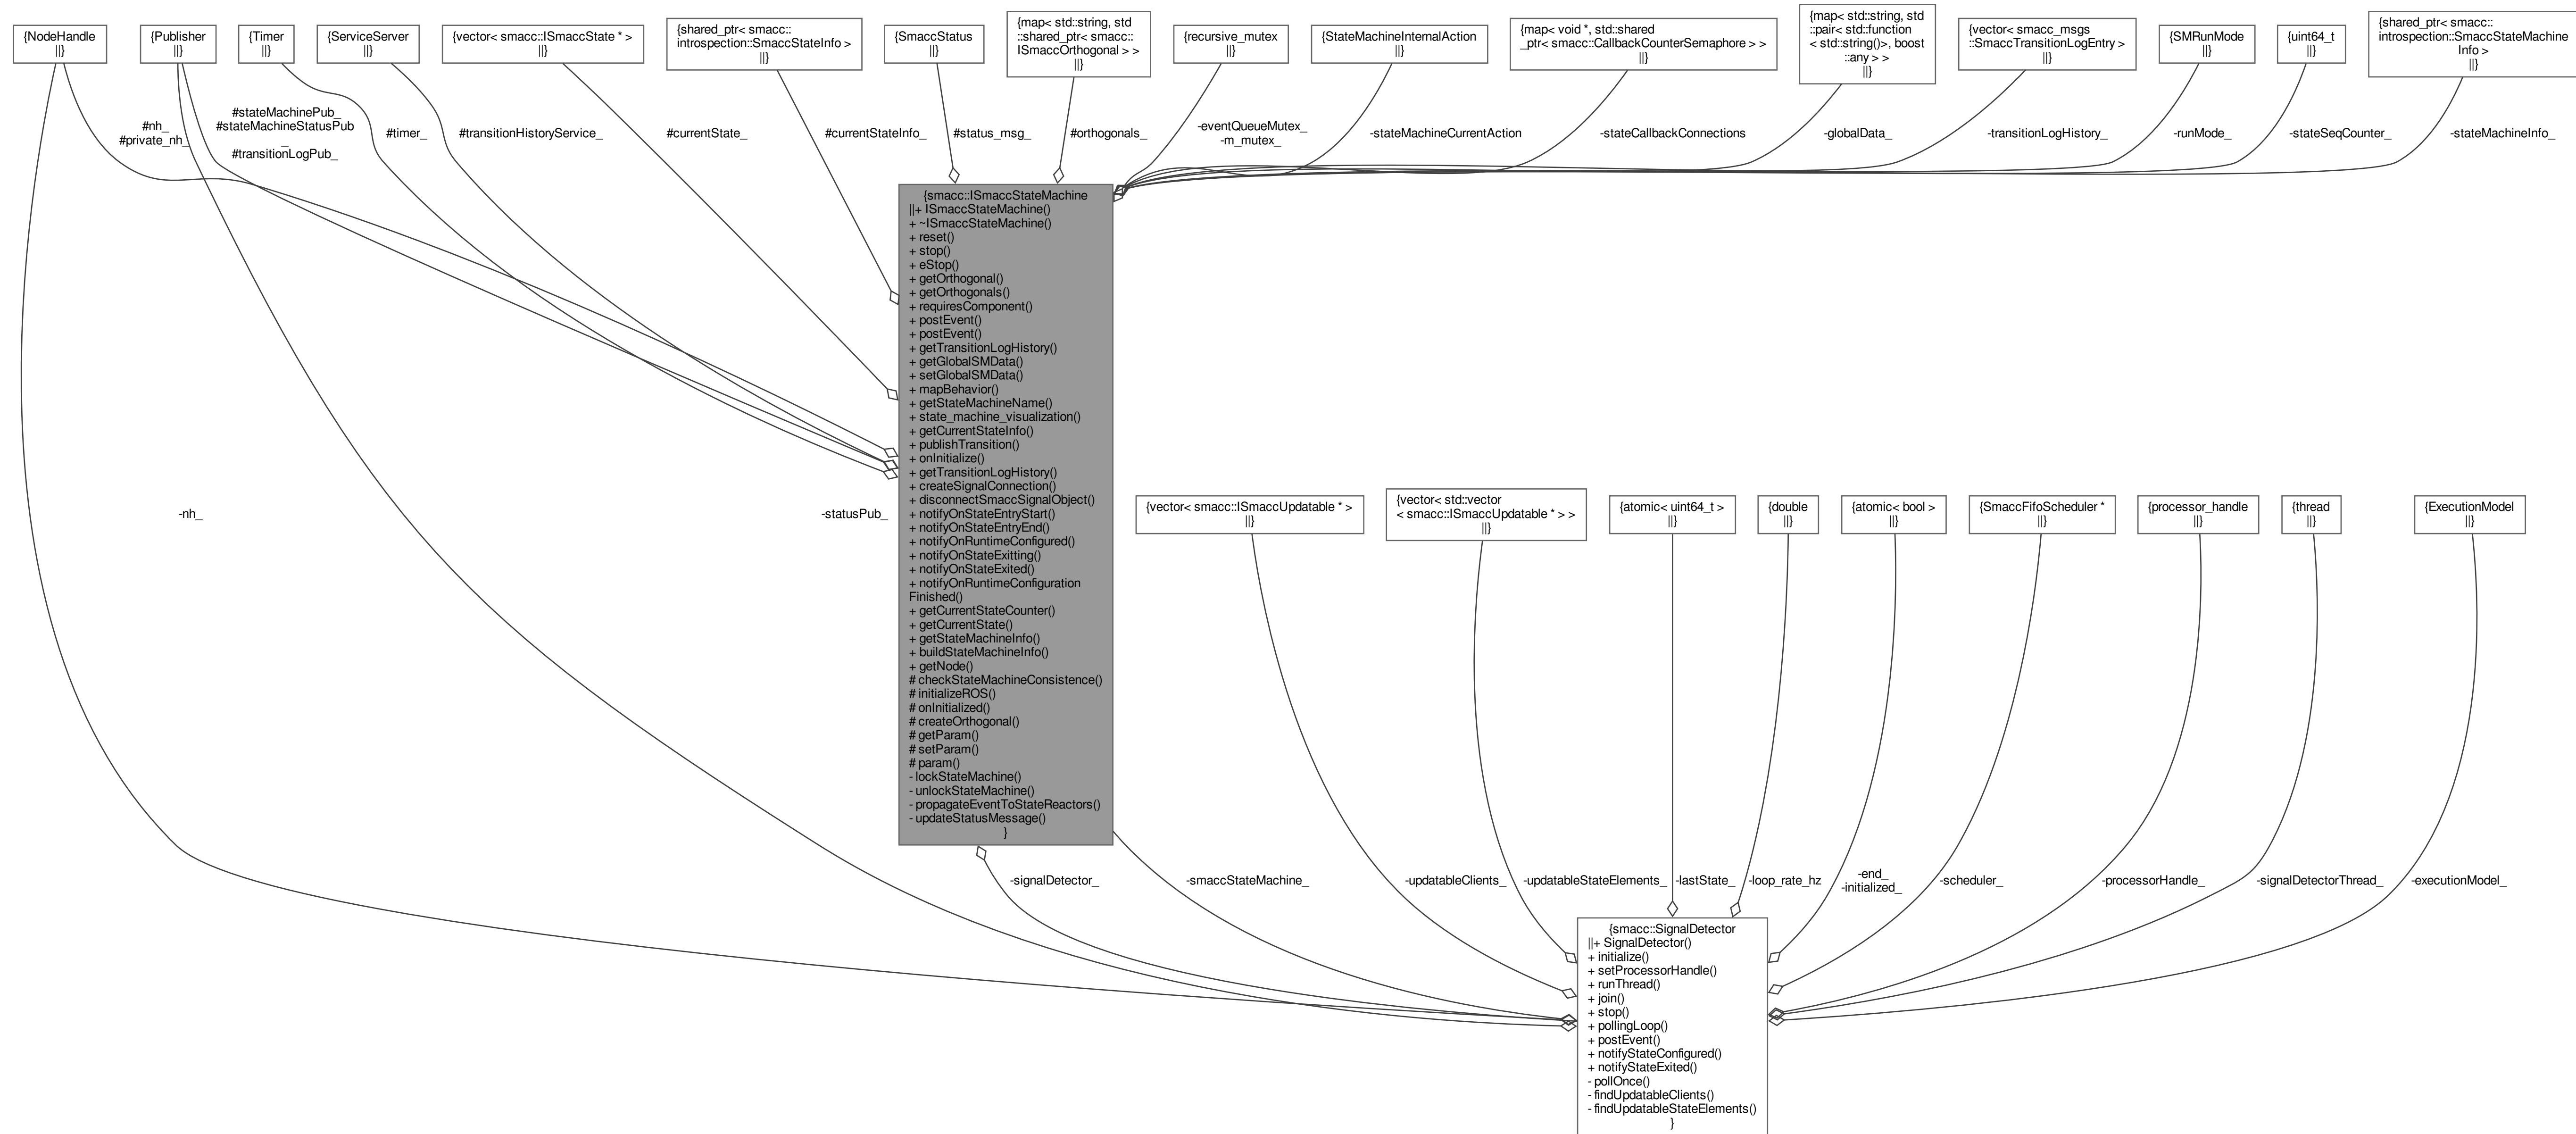 {NodeHandle
||}
{Publisher
||}
{Timer
||}
{ServiceServer
||}
{vector< smacc::ISmaccState * >
||}
{shared_ptr< smacc::
introspection::SmaccStateInfo >
||}
{SmaccStatus
||}
{map< std::string, std
::shared_ptr< smacc::
ISmaccOrthogonal > >
||}
{recursive_mutex
||}
{StateMachineInternalAction
||}
{map< void *, std::shared
_ptr< smacc::CallbackCounterSemaphore > >
||}
{map< std::string, std
::pair< std::function
< std::string()>, boost
::any > >
||}
{vector< smacc_msgs
::SmaccTransitionLogEntry >
||}
{SMRunMode
||}
{uint64_t
||}
{shared_ptr< smacc::
introspection::SmaccStateMachine
Info >
||}
#nh_
#private_nh_
#stateMachinePub_
#stateMachineStatusPub
_
#transitionLogPub_
#timer_
#transitionHistoryService_
#currentState_
#currentStateInfo_
#status_msg_
#orthogonals_
-eventQueueMutex_
-m_mutex_
-stateMachineCurrentAction
-stateCallbackConnections
-globalData_
-transitionLogHistory_
-runMode_
-stateSeqCounter_
-stateMachineInfo_
{smacc::ISmaccStateMachine
||+ ISmaccStateMachine()
+ ~ISmaccStateMachine()
+ reset()
+ stop()
+ eStop()
+ getOrthogonal()
+ getOrthogonals()
+ requiresComponent()
+ postEvent()
+ postEvent()
+ getTransitionLogHistory()
+ getGlobalSMData()
+ setGlobalSMData()
+ mapBehavior()
+ getStateMachineName()
+ state_machine_visualization()
+ getCurrentStateInfo()
+ publishTransition()
+ onInitialize()
+ getTransitionLogHistory()
+ createSignalConnection()
+ disconnectSmaccSignalObject()
+ notifyOnStateEntryStart()
+ notifyOnStateEntryEnd()
+ notifyOnRuntimeConfigured()
+ notifyOnStateExitting()
+ notifyOnStateExited()
+ notifyOnRuntimeConfiguration
Finished()
+ getCurrentStateCounter()
+ getCurrentState()
+ getStateMachineInfo()
+ buildStateMachineInfo()
+ getNode()
# checkStateMachineConsistence()
# initializeROS()
# onInitialized()
# createOrthogonal()
# getParam()
# setParam()
# param()
- lockStateMachine()
- unlockStateMachine()
- propagateEventToStateReactors()
- updateStatusMessage()
}
-nh_
-statusPub_
{vector< smacc::ISmaccUpdatable * >
||}
{vector< std::vector
< smacc::ISmaccUpdatable * > >
||}
{atomic< uint64_t >
||}
{double
||}
{atomic< bool >
||}
{SmaccFifoScheduler *
||}
{processor_handle
||}
{thread
||}
{ExecutionModel
||}
-signalDetector_
-smaccStateMachine_
-updatableClients_
-updatableStateElements_
-lastState_
-loop_rate_hz
-end_
-initialized_
-scheduler_
-processorHandle_
-signalDetectorThread_
-executionModel_
{smacc::SignalDetector
||+ SignalDetector()
+ initialize()
+ setProcessorHandle()
+ runThread()
+ join()
+ stop()
+ pollingLoop()
+ postEvent()
+ notifyStateConfigured()
+ notifyStateExited()
- pollOnce()
- findUpdatableClients()
- findUpdatableStateElements()
}